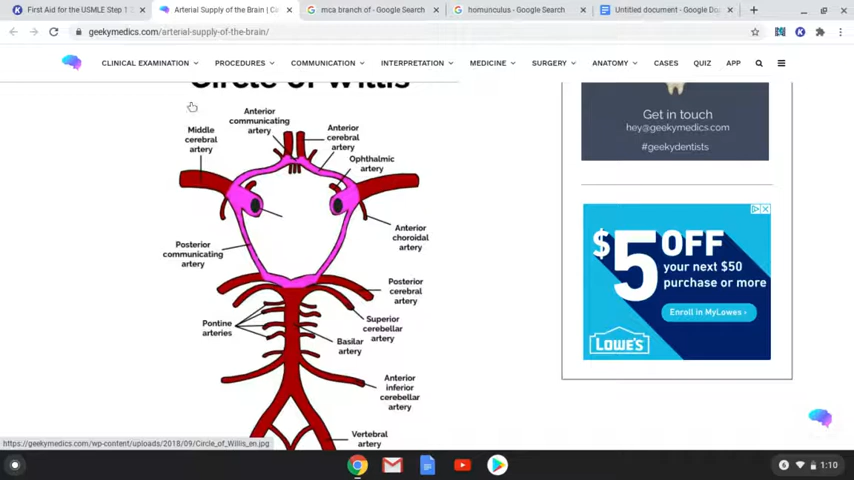 First Aid for the USMLE Step 1
Arterial Supply of the Brain | Ca
mca branch of - Google Search
homunculus - Google Search
Untitled document - Google Do
geekymedics.com/arterial-supply-of-the-brain/
CLINICAL EXAMINATION
PROCEDURES
COMMUNICATION
INTERPRETATION
MEDICINE
SURGERY
ANATOMY
CASES
QUIZ
APP
Circle of Willis
Anterior
communicating
artery
Middle
cerebral
artery
Anterior
cerebral
artery
Ophthalmic
artery
Anterior
choroidal
artery
Posterior
communicating
artery
Posterior
cerebral
artery
Superior
cerebellar
artery
Pontine
arteries
Basilar
artery
Anterior
inferior
cerebellar
artery
Vertebral
artery
Get in touch
hey@geekymedics.com
#geekydentists
$5 OFF
your next $50
purchase or more
Enroll in MyLowes ›
LOWE'S
https://geekymedics.com/wp-content/uploads/2018/09/Circle_of_Willis_en.jpg
1:10